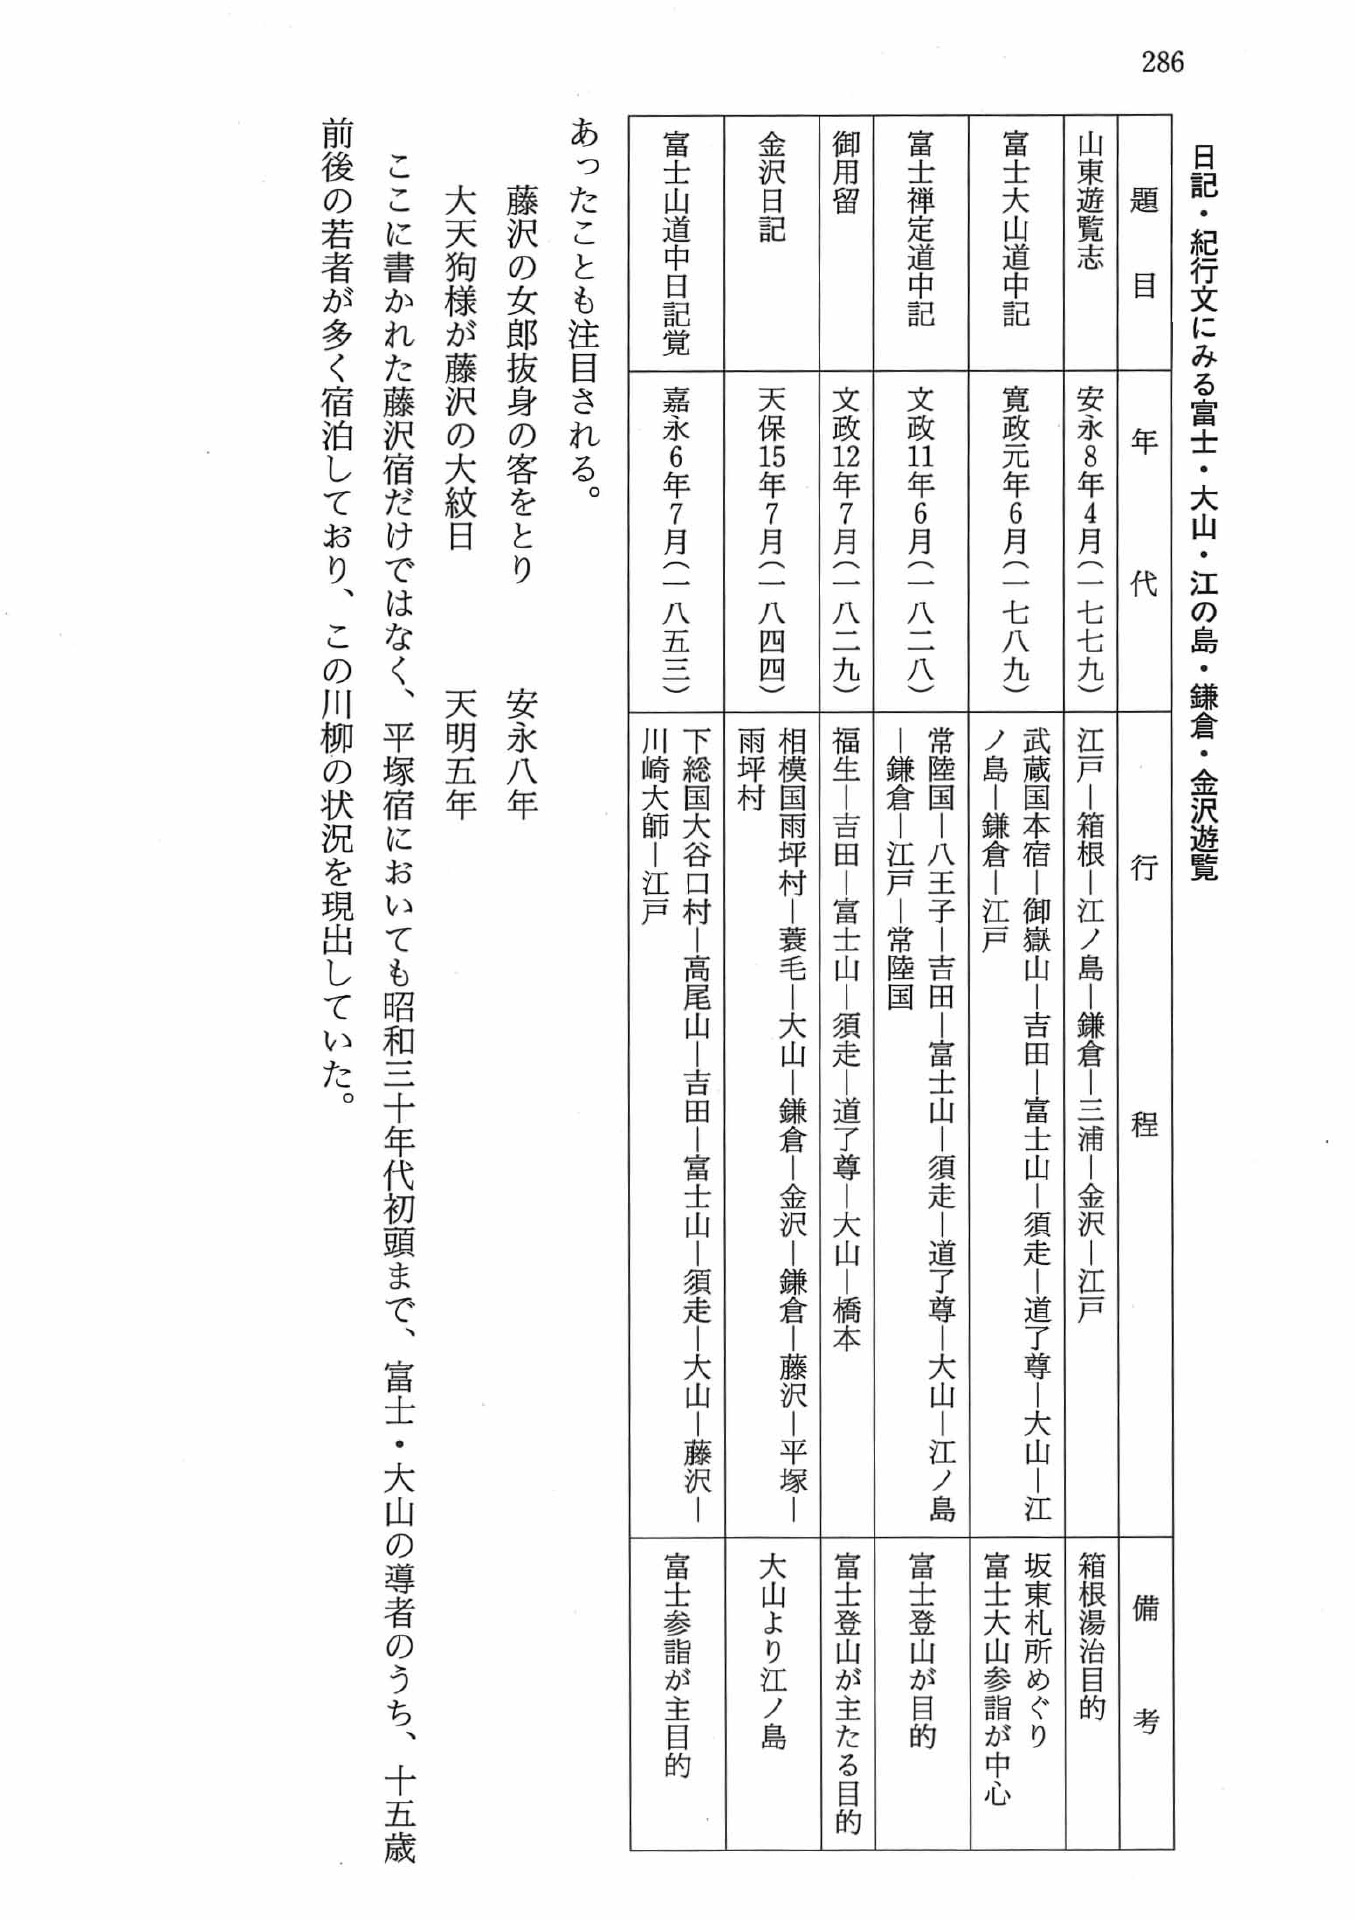 286
日記・紀行文にみる富士・大山・江の島・鎌倉・金沢遊覧
題目
年代
行程
備考
山東遊覧志
安永8年4月(一七七九)
江戸―箱根―江ノ島―鎌倉―三浦―金沢―江戸
箱根湯治目的
富士大山道中記
寛政元年6月(一七八九)
武蔵国本宿―御嶽山―吉田―富士山―須走―道了尊―大山―江
ノ島―鎌倉―江戸
坂東札所めぐり
富士大山参詣が中心
富士禅定道中記
文政11年6月(一八二八)
常陸国―八王子―吉田―富士山―須走―道了尊―大山―江ノ島
―鎌倉―江戸―常陸国
富士登山が目的
御用留
文政12年7月(一八二九)
福生―吉田―富士山―須走―道了尊―大山―橋本
富士登山が主たる目的
金沢日記
天保15年7月(一八四四)
相模国雨坪村―蓑毛―大山―鎌倉―金沢―鎌倉―藤沢―平塚―
雨坪村
大山より江ノ島
富士山道中日記覚
嘉永6年7月(一八五三)
下総国大谷口村―高尾山―吉田―富士山―須走―大山―藤沢―
川崎大師―江戸
富士参詣が主目的
あったことも注目される。
藤沢の女郎抜身の客をとり 安永八年
大天狗様が藤沢の大紋日 天明五年
ここに書かれた藤沢宿だけではなく、平塚宿においても昭和三十年代初頭まで、富士・大山の導者のうち、十五歳
前後の若者が多く宿泊しており、この川柳の状況を現出していた。